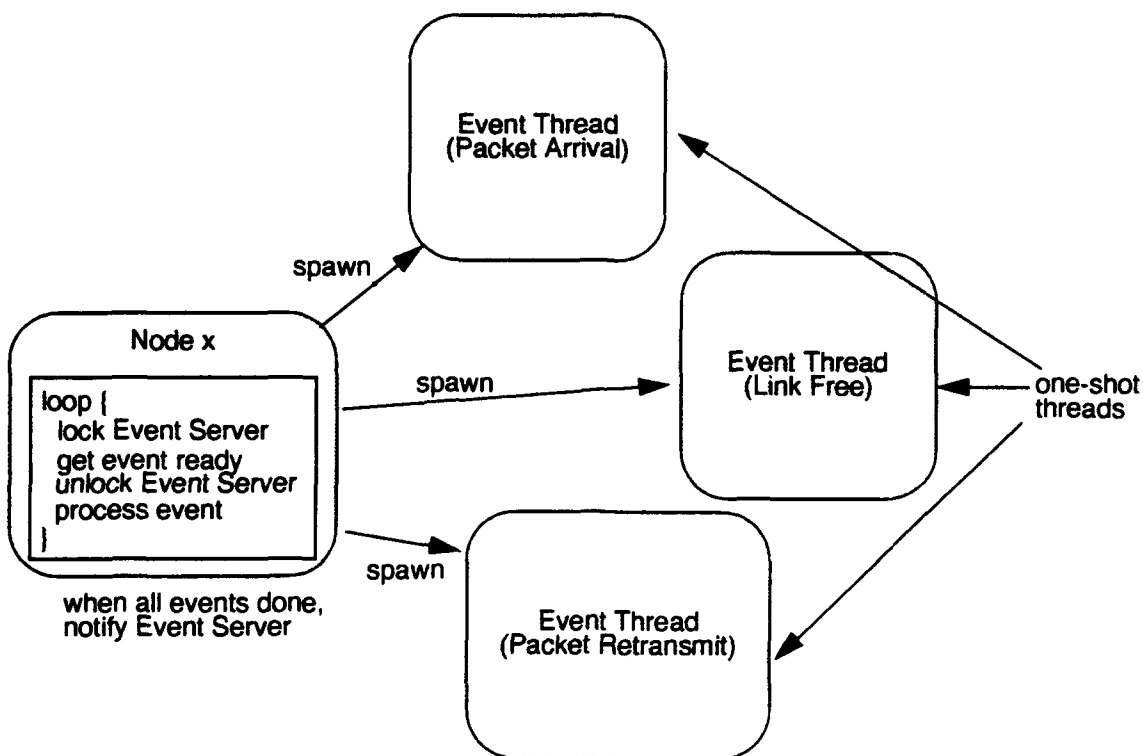 Event Thread
(Packet Arrival)
spawn
Node x
loop {
lock Event Server
get event ready
unlock Event Server
process event
}
when all events done,
notify Event Server
spawn
Event Thread
(Link Free)
one-shot
threads
spawn
Event Thread
(Packet Retransmit)